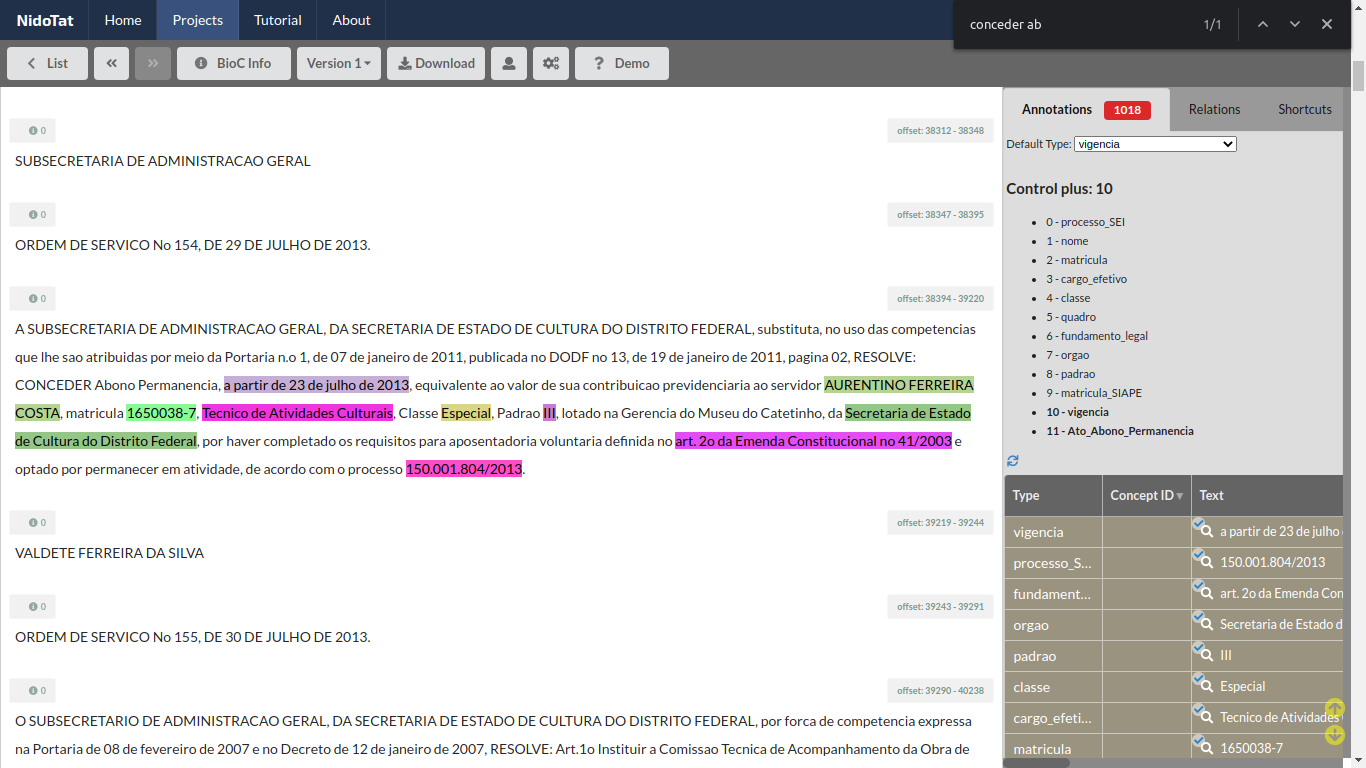 NidoTat Home Projects Tutorial About
conceder ab 1/1
List BioC Info Version 1 Download ? Demo
0 offset: 38312 - 38348
SUBSECRETARIA DE ADMINISTRACAO GERAL
0 offset: 38347 - 38395
ORDEM DE SERVICO No 154, DE 29 DE JULHO DE 2013.
0 offset: 38394 - 39220
A SUBSECRETARIA DE ADMINISTRACAO GERAL, DA SECRETARIA DE ESTADO DE CULTURA DO DISTRITO FEDERAL, substituta, no uso das competencias
que lhe sao atribuidas por meio da Portaria n.o 1, de 07 de janeiro de 2011, publicada no DODF no 13, de 19 de janeiro de 2011, pagina 02, RESOLVE:
CONCEDER Abono Permanencia, a partir de 23 de julho de 2013, equivalente ao valor de sua contribuicao previdenciaria ao servidor AURENTINO FERREIRA
COSTA, matricula 1650038-7, Tecnico de Atividades Culturais, Classe Especial, Padrao III, lotado na Gerencia do Museu do Catetinho, da Secretaria de Estado
de Cultura do Distrito Federal, por haver completado os requisitos para aposentadoria voluntaria definida no art. 2o da Emenda Constitucional no 41/2003 e
optado por permanecer em atividade, de acordo com o processo 150.001.804/2013.
0 offset: 39219 - 39244
VALDETE FERREIRA DA SILVA
0 offset: 39243 - 39291
ORDEM DE SERVICO No 155, DE 30 DE JULHO DE 2013.
0 offset: 39290 - 40238
O SUBSECRETARIO DE ADMINISTRACAO GERAL, DA SECRETARIA DE ESTADO DE CULTURA DO DISTRITO FEDERAL, por forca de competencia expressa
na Portaria de 08 de fevereiro de 2007 e no Decreto de 12 de janeiro de 2007, RESOLVE: Art.1o Instituir a Comissao Tecnica de Acompanhamento da Obra de
Annotations 1018 Relations Shortcuts
Default Type: vigencia
Control plus: 10
0 - processo_SEI
1 - nome
2 - matricula
3 - cargo_efetivo
4 - classe
5 - quadro
6 - fundamento_legal
7 - orgao
8 - padrao
9 - matricula_SIAPE
10 - vigencia
11 - Ato_Abono_Permanencia
Type Concept ID Text
vigencia a partir de 23 de julho
processo_S... 150.001.804/2013
fundament... art. 2o da Emenda Con
orgao Secretaria de Estado d
padrao III
classe Especial
cargo_efeti... Tecnico de Atividades
matricula 1650038-7